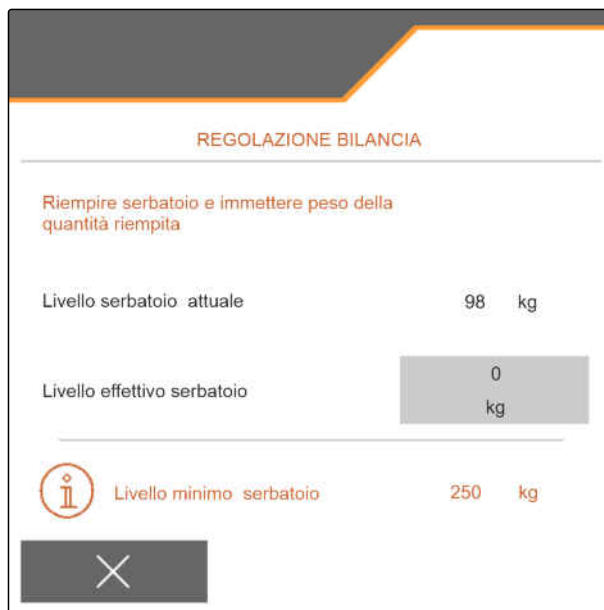 REGOLAZIONE BILANCIA
Riempire serbatoio e immettere peso della
quantità riempita
Livello serbatoio attuale 98 kg
Livello effettivo serbatoio 0
kg
Livello minimo serbatoio 250 kg